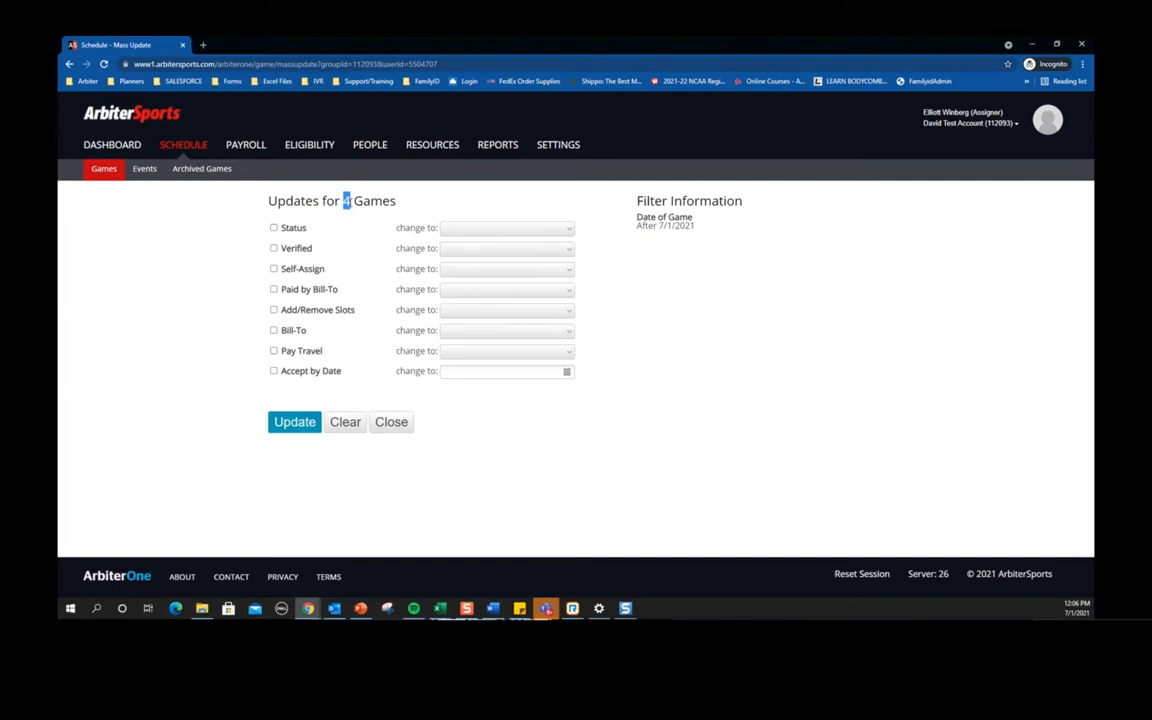 Schedule - Mass Update
www1.arbitersports.com/arbiterone/game/massupdate?groupId=112093&userId=5504707
Incognito
Arbiter Planners SALESFORCE Forms Excel Files IVR Support/Training FamilyID Login FedEx Order Supplies Shippo: The Best M... 2021-22 NCAA Regi... Online Courses - A... LEARN BODYCOMB... FamilyidAdmin » Reading list
ArbiterSports
Elliott Winberg (Assigner)
David Test Account (112093)
DASHBOARD SCHEDULE PAYROLL ELIGIBILITY PEOPLE RESOURCES REPORTS SETTINGS
Games Events Archived Games
Updates for 4 Games
Status change to:
Verified change to:
Self-Assign change to:
Paid by Bill-To change to:
Add/Remove Slots change to:
Bill-To change to:
Pay Travel change to:
Accept by Date change to:
Update Clear Close
Filter Information
Date of Game
After 7/1/2021
ArbiterOne ABOUT CONTACT PRIVACY TERMS Reset Session Server: 26 © 2021 ArbiterSports
12:06 PM
7/1/2021